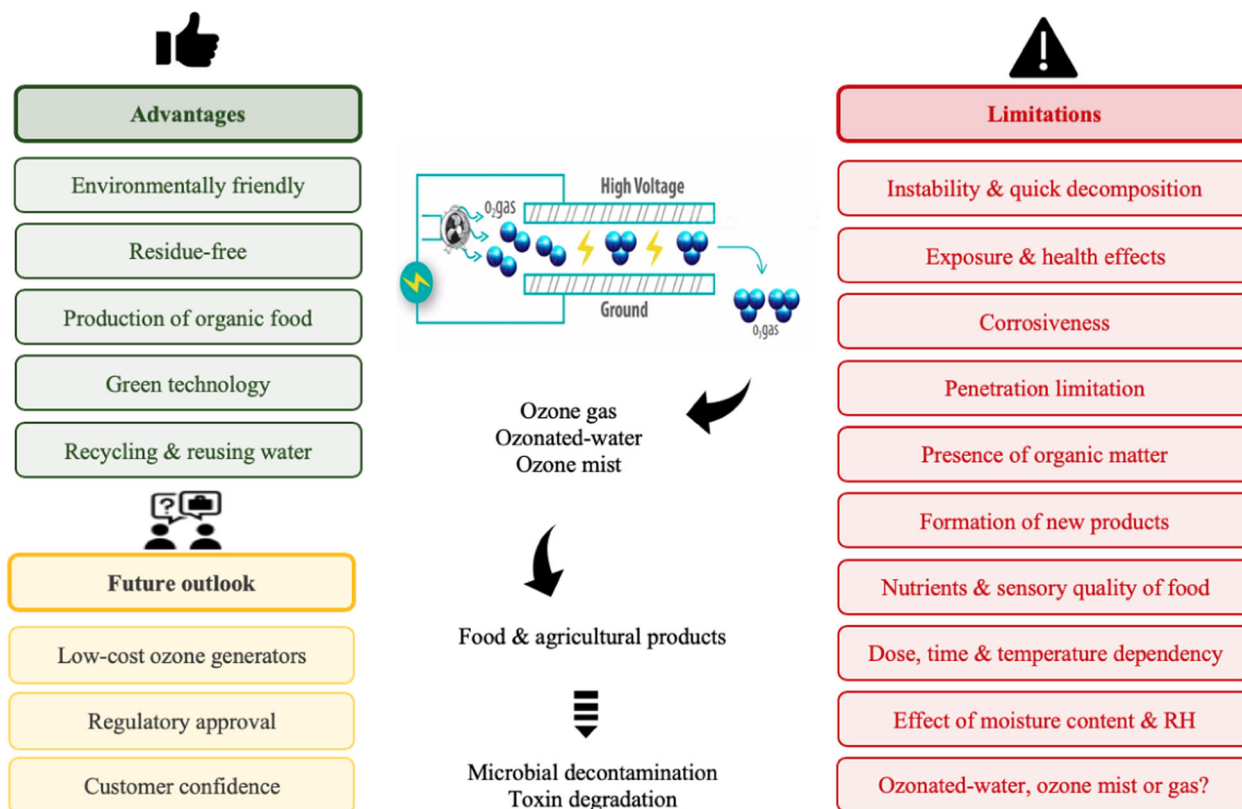 Advantages
Environmentally friendly
Residue-free
Production of organic food
Green technology
Recycling & reusing water
?
Future outlook
Low-cost ozone generators
Regulatory approval
Customer confidence
High Voltage
o₂gas
Ground
o₃gas
Ozone gas
Ozonated-water
Ozone mist
Food & agricultural products
Microbial decontamination
Toxin degradation
!
Limitations
Instability & quick decomposition
Exposure & health effects
Corrosiveness
Penetration limitation
Presence of organic matter
Formation of new products
Nutrients & sensory quality of food
Dose, time & temperature dependency
Effect of moisture content & RH
Ozonated-water, ozone mist or gas?